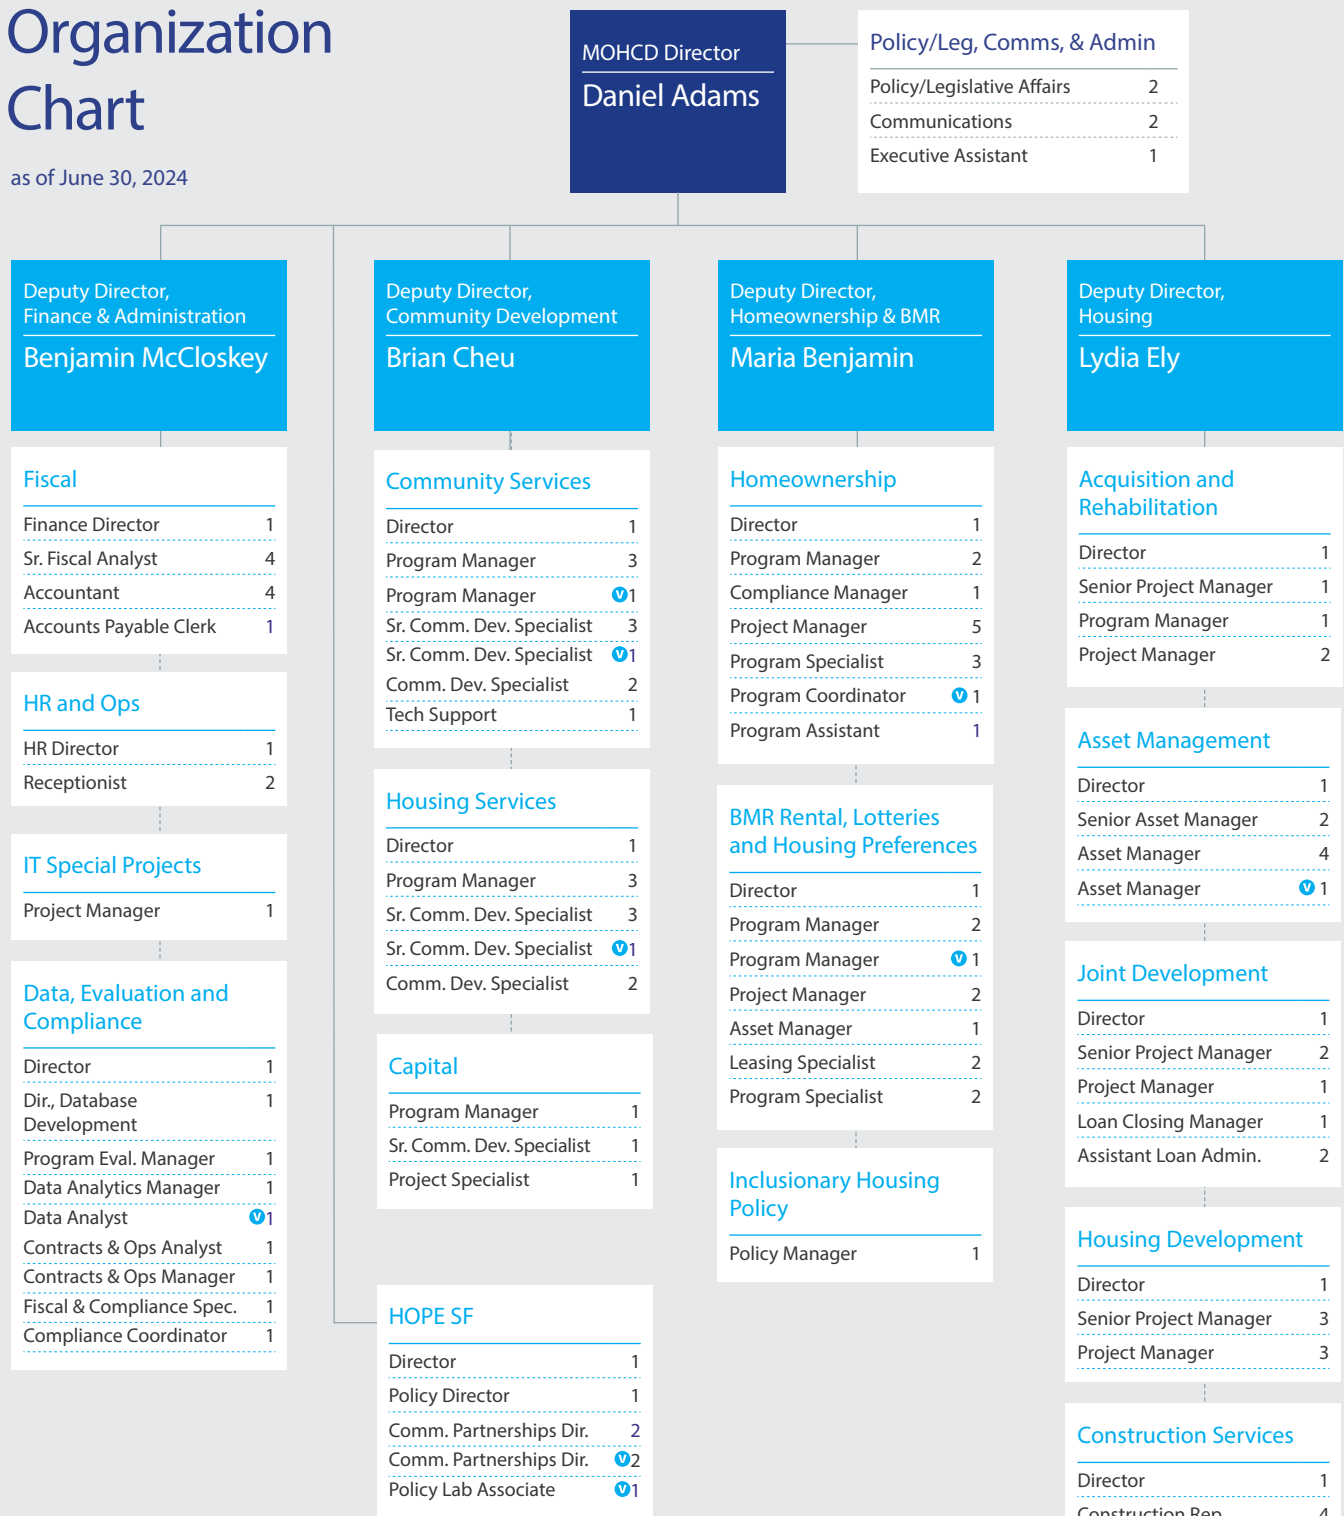 Organization
Chart
as of June 30, 2024
MOHCD Director
Daniel Adams
Policy/Leg, Comms, & Admin
Policy/Legislative Affairs 2
Communications 2
Executive Assistant 1
Deputy Director,
Finance & Administration
Benjamin McCloskey
Fiscal
Finance Director 1
Sr. Fiscal Analyst 4
Accountant 4
Accounts Payable Clerk 1
HR and Ops
HR Director 1
Receptionist 2
IT Special Projects
Project Manager 1
Data, Evaluation and
Compliance
Director 1
Dir., Database 1
Development
Program Eval. Manager 1
Data Analytics Manager 1
Data Analyst V 1
Contracts & Ops Analyst 1
Contracts & Ops Manager 1
Fiscal & Compliance Spec. 1
Compliance Coordinator 1
Deputy Director,
Community Development
Brian Cheu
Community Services
Director 1
Program Manager 3
Program Manager V 1
Sr. Comm. Dev. Specialist 3
Sr. Comm. Dev. Specialist V 1
Comm. Dev. Specialist 2
Tech Support 1
Housing Services
Director 1
Program Manager 3
Sr. Comm. Dev. Specialist 3
Sr. Comm. Dev. Specialist V 1
Comm. Dev. Specialist 2
Capital
Program Manager 1
Sr. Comm. Dev. Specialist 1
Project Specialist 1
HOPE SF
Director 1
Policy Director 1
Comm. Partnerships Dir. 2
Comm. Partnerships Dir. V 2
Policy Lab Associate V 1
Deputy Director,
Homeownership & BMR
Maria Benjamin
Homeownership
Director 1
Program Manager 2
Compliance Manager 1
Project Manager 5
Program Specialist 3
Program Coordinator V 1
Program Assistant 1
BMR Rental, Lotteries
and Housing Preferences
Director 1
Program Manager 2
Program Manager V 1
Project Manager 2
Asset Manager 1
Leasing Specialist 2
Program Specialist 2
Inclusionary Housing
Policy
Policy Manager 1
Deputy Director,
Housing
Lydia Ely
Acquisition and
Rehabilitation
Director 1
Senior Project Manager 1
Program Manager 1
Project Manager 2
Asset Management
Director 1
Senior Asset Manager 2
Asset Manager 4
Asset Manager V 1
Joint Development
Director 1
Senior Project Manager 2
Project Manager 1
Loan Closing Manager 1
Assistant Loan Admin. 2
Housing Development
Director 1
Senior Project Manager 3
Project Manager 3
Construction Services
Director 1
Construction Rep 4